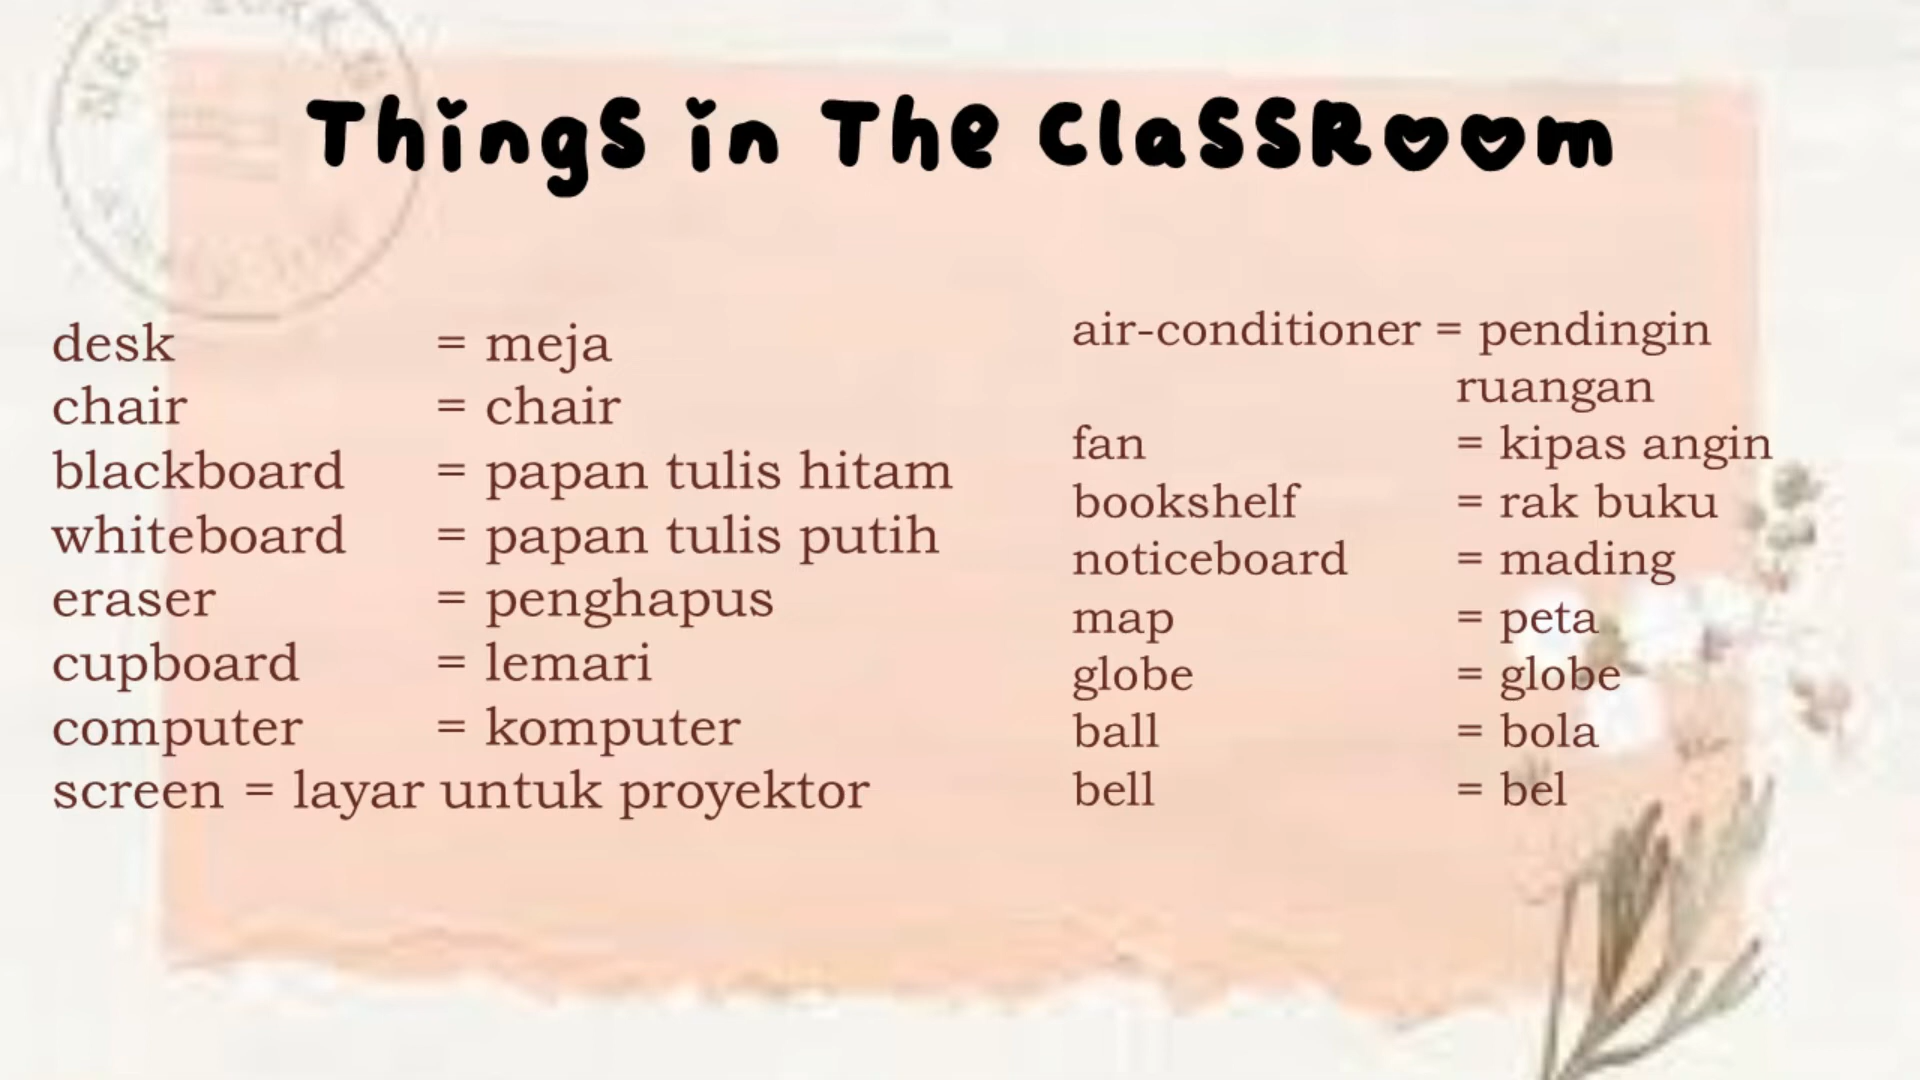 Things in The ClaSSRoom
desk = meja
chair = chair
blackboard = papan tulis hitam
whiteboard = papan tulis putih
eraser = penghapus
cupboard = lemari
computer = komputer
screen = layar untuk proyektor
air-conditioner = pendingin
ruangan
fan = kipas angin
bookshelf = rak buku
noticeboard = mading
map = peta
globe = globe
ball = bola
bell = bel